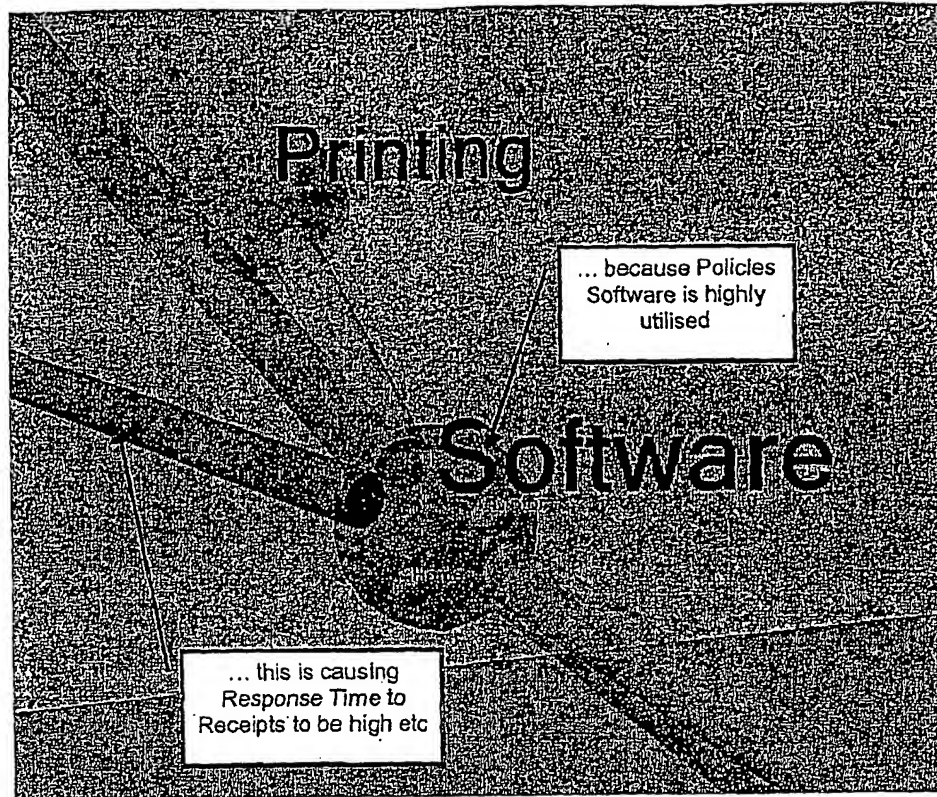 Printing
... because Policies
Software is highly
utilised
Software
... this is causing
Response Time to
Receipts to be high etc